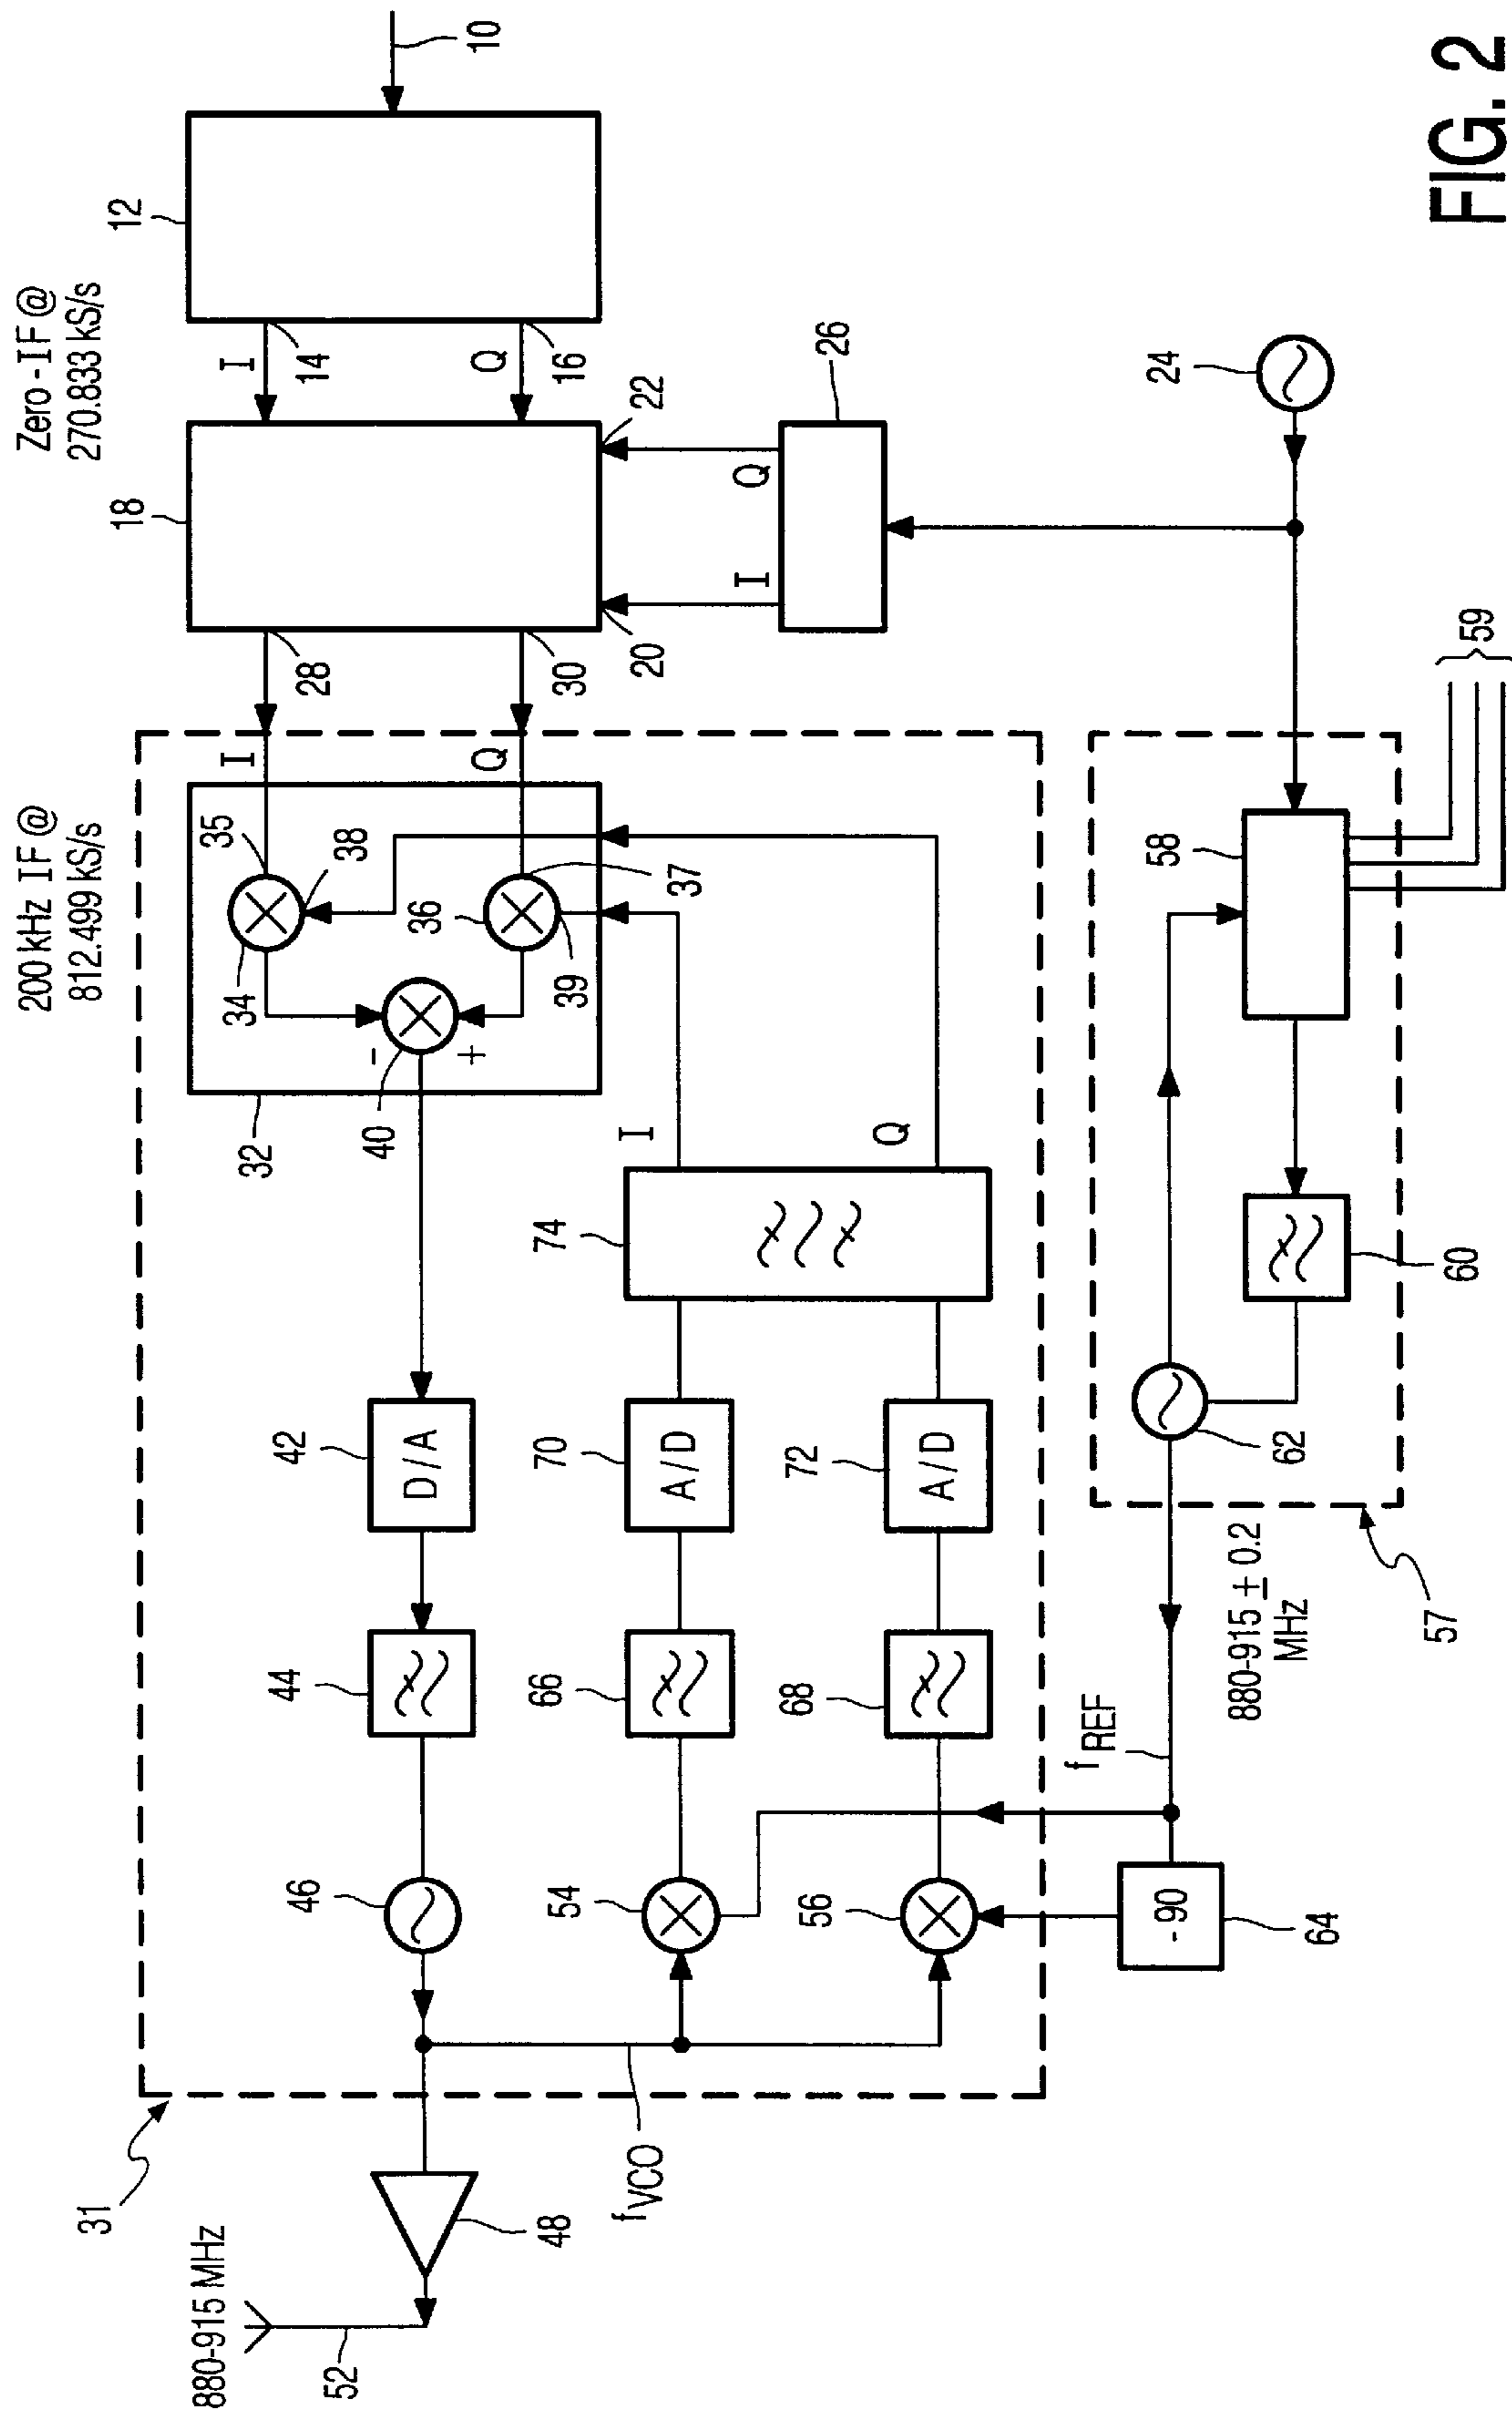 10
12
Zero-IF @
270.833 kS/s
I
14
Q
16
18
22
26
Q
I
20
24
28
30
200 kHz IF @
812.499 kS/s
I
Q
35
38
34
36
37
39
-
+
40
32
58
59
I
Q
74
60
42
D/A
70
A/D
72
A/D
62
44
66
68
880-915 ± 0.2
MHz
57
fREF
46
54
56
-90
64
fVCO
31
48
880-915 MHz
52
FIG. 2